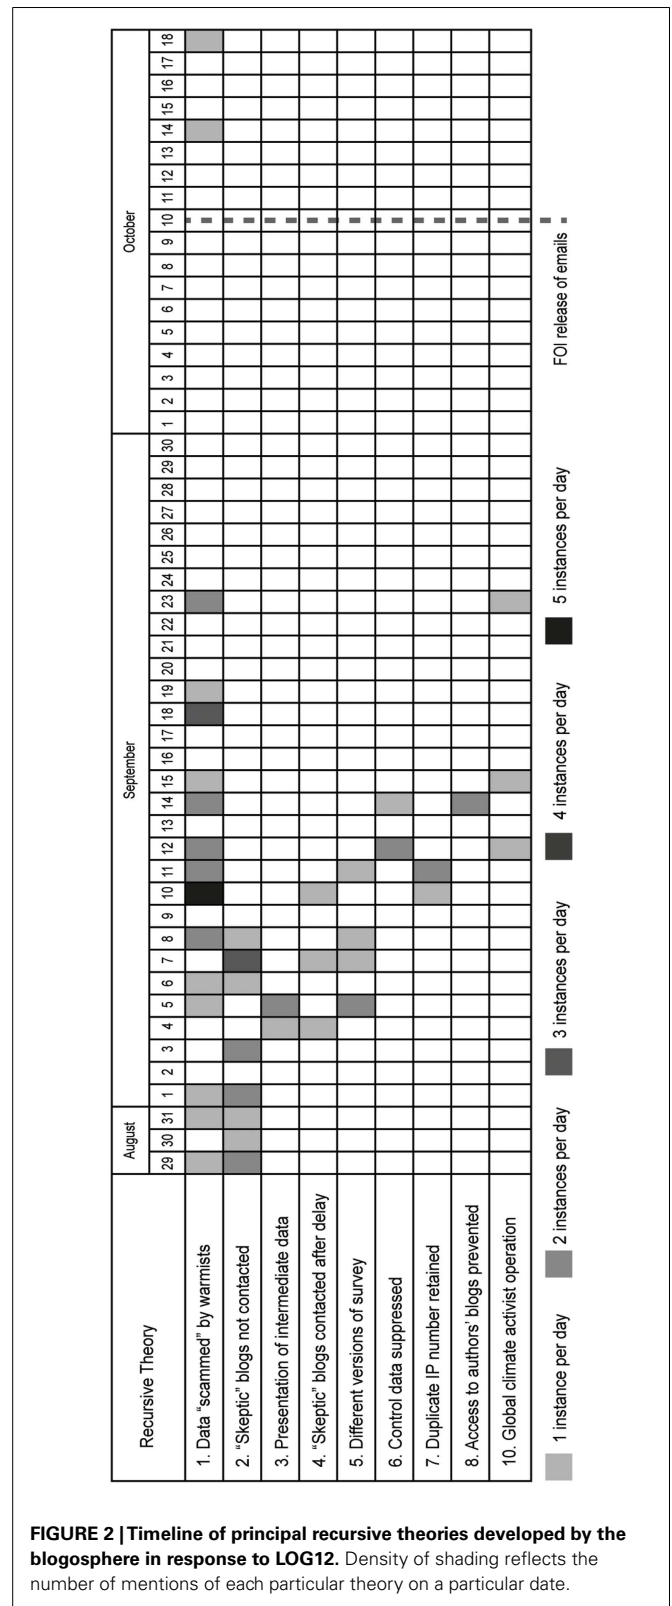 Recursive Theory
August
September
October
29 30 31 1 2 3 4 5 6 7 8 9 10 11 12 13 14 15 16 17 18 19 20 21 22 23 24 25 26 27 28 29 30 1 2 3 4 5 6 7 8 9 10 11 12 13 14 15 16 17 18
1. Data "scammed" by warmists
2. "Skeptic" blogs not contacted
3. Presentation of intermediate data
4. "Skeptic" blogs contacted after delay
5. Different versions of survey
6. Control data suppressed
7. Duplicate IP number retained
8. Access to authors' blogs prevented
10. Global climate activist operation
FOI release of emails
1 instance per day
2 instances per day
3 instances per day
4 instances per day
5 instances per day
FIGURE 2 | Timeline of principal recursive theories developed by the
blogosphere in response to LOG12. Density of shading reflects the
number of mentions of each particular theory on a particular date.